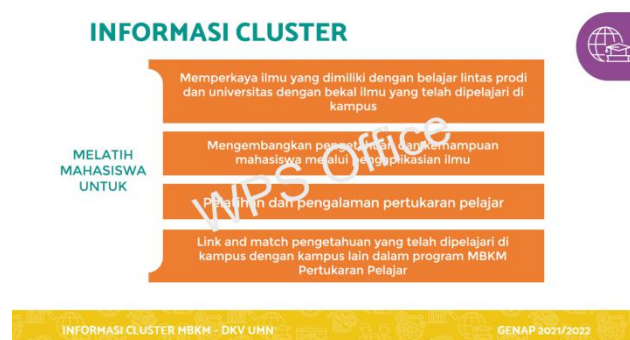 INFORMASI CLUSTER
MELATIH
MAHASISWA
UNTUK
Memperkaya ilmu yang dimiliki dengan belajar lintas prodi
dan universitas dengan bekal ilmu yang telah dipelajari di
kampus
Mengembangkan pengetahuan dan kemampuan
mahasiswa melalui pengaplikasian ilmu
Pelatihan dan pengalaman pertukaran pelajar
Link and match pengetahuan yang telah dipelajari di
kampus dengan kampus lain dalam program MBKM
Pertukaran Pelajar
WPS Office
INFORMASI CLUSTER MBKM - DKV UMN
GENAP 2021/2022